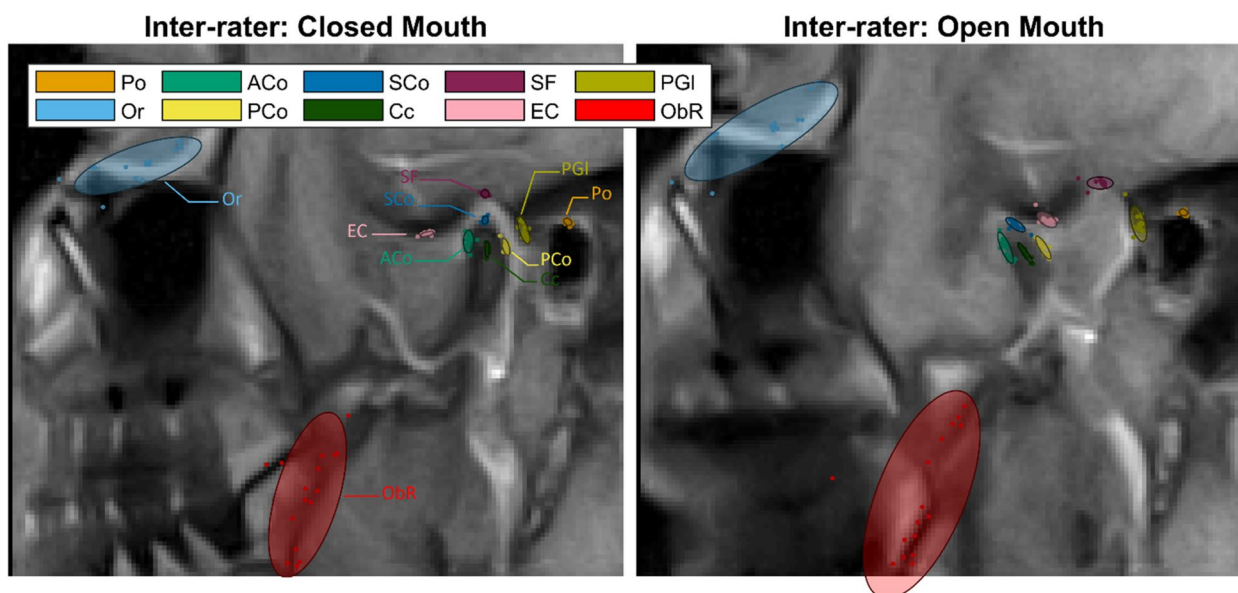 Inter-rater: Closed Mouth
Inter-rater: Open Mouth
Po ACo SCo SF PGl
Or PCo Cc EC ObR
SF PGl
SCo Po
Or
EC
ACo PCo
Cc
ObR